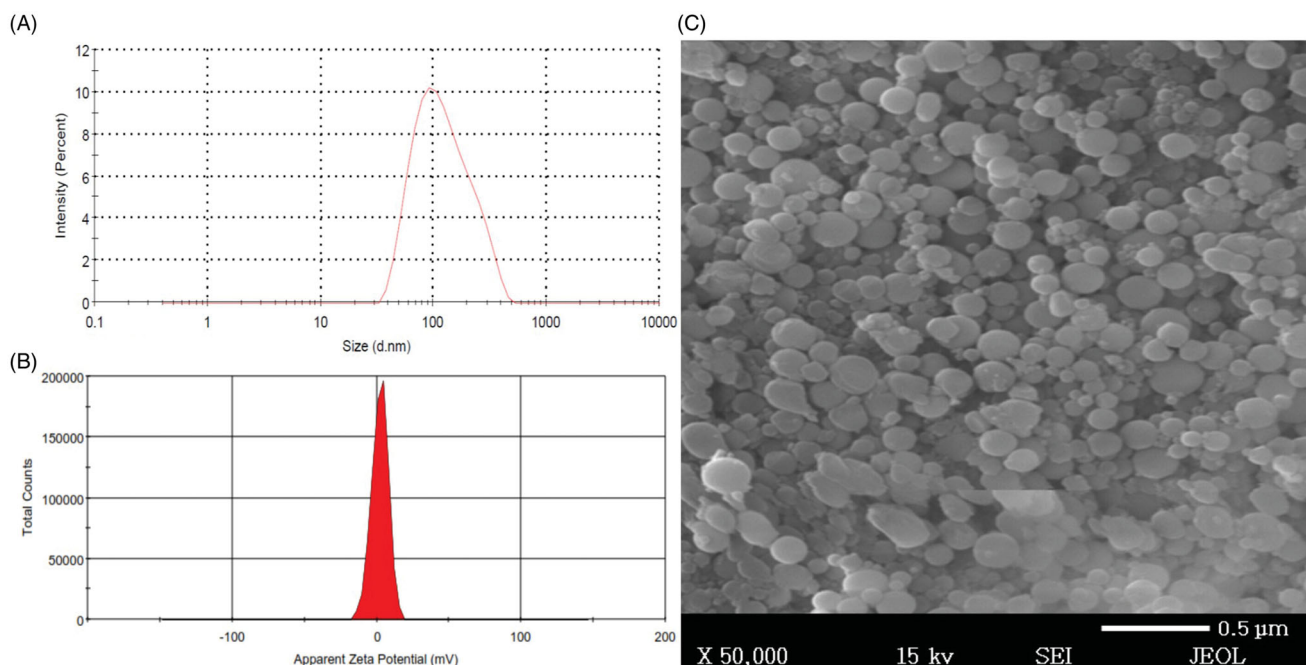 (A)
12
10
8
6
4
2
0
Intensity (Percent)
0.1 1 10 100 1000 10000
Size (d.nm)
(B)
200000
150000
100000
50000
0
Total Counts
-100 0 100 200
Apparent Zeta Potential (mV)
(C)
0.5 µm
X 50,000 15 kv SEI JEOL